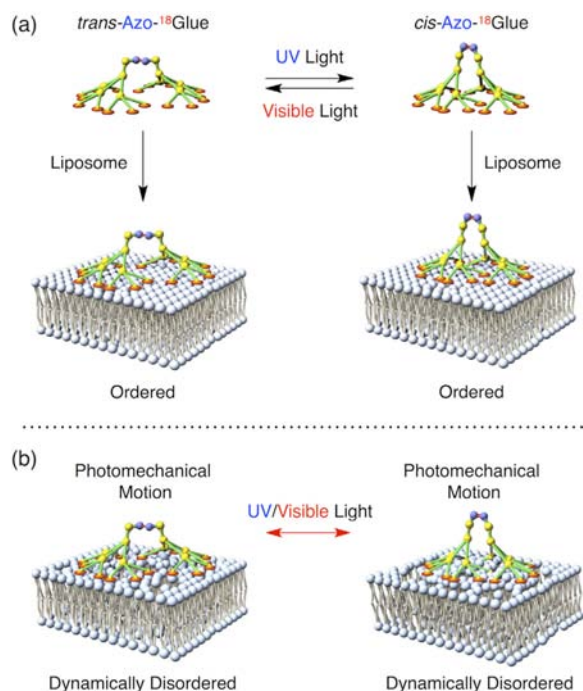 (a) trans-Azo-¹⁸Glue cis-Azo-¹⁸Glue
UV Light
Visible Light
Liposome Liposome
Ordered Ordered
(b) Photomechanical Motion Photomechanical Motion
UV/Visible Light
Dynamically Disordered Dynamically Disordered